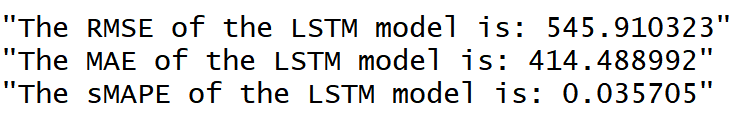 "The RMSE of the LSTM model is: 545.910323"
"The MAE of the LSTM model is: 414.488992"
"The sMAPE of the LSTM model is: 0.035705"